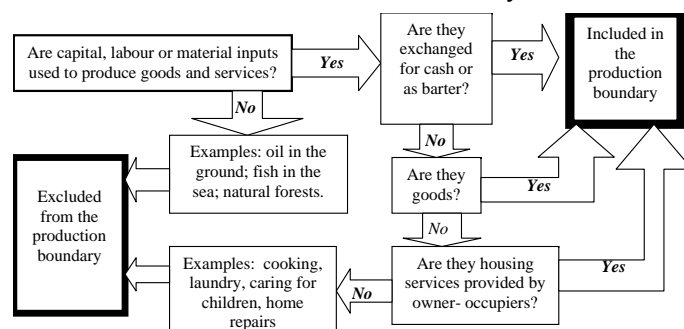 Are capital, labour or material inputs
used to produce goods and services?
Yes
Are they
exchanged
for cash or
as barter?
Yes
Included in
the
production
boundary
No
No
Examples: oil in the
ground; fish in the
sea; natural forests.
Are they
goods?
Yes
Excluded
from the
production
boundary
No
Examples: cooking,
laundry, caring for
children, home
repairs
No
Are they housing
services provided by
owner- occupiers?
Yes